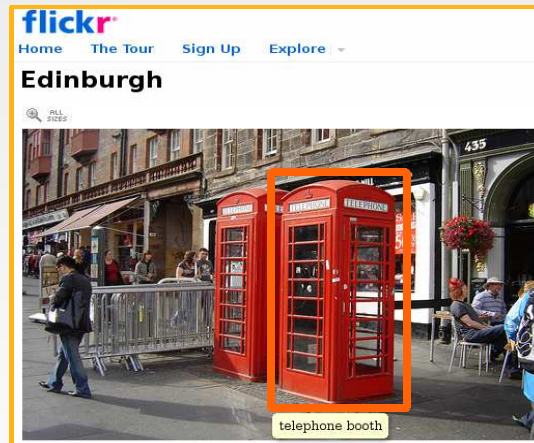 flickr
Home The Tour Sign Up Explore
Edinburgh
ALL
SIZES
435
TELEPHONE
TELEPHONE
TELEPHONE
telephone booth